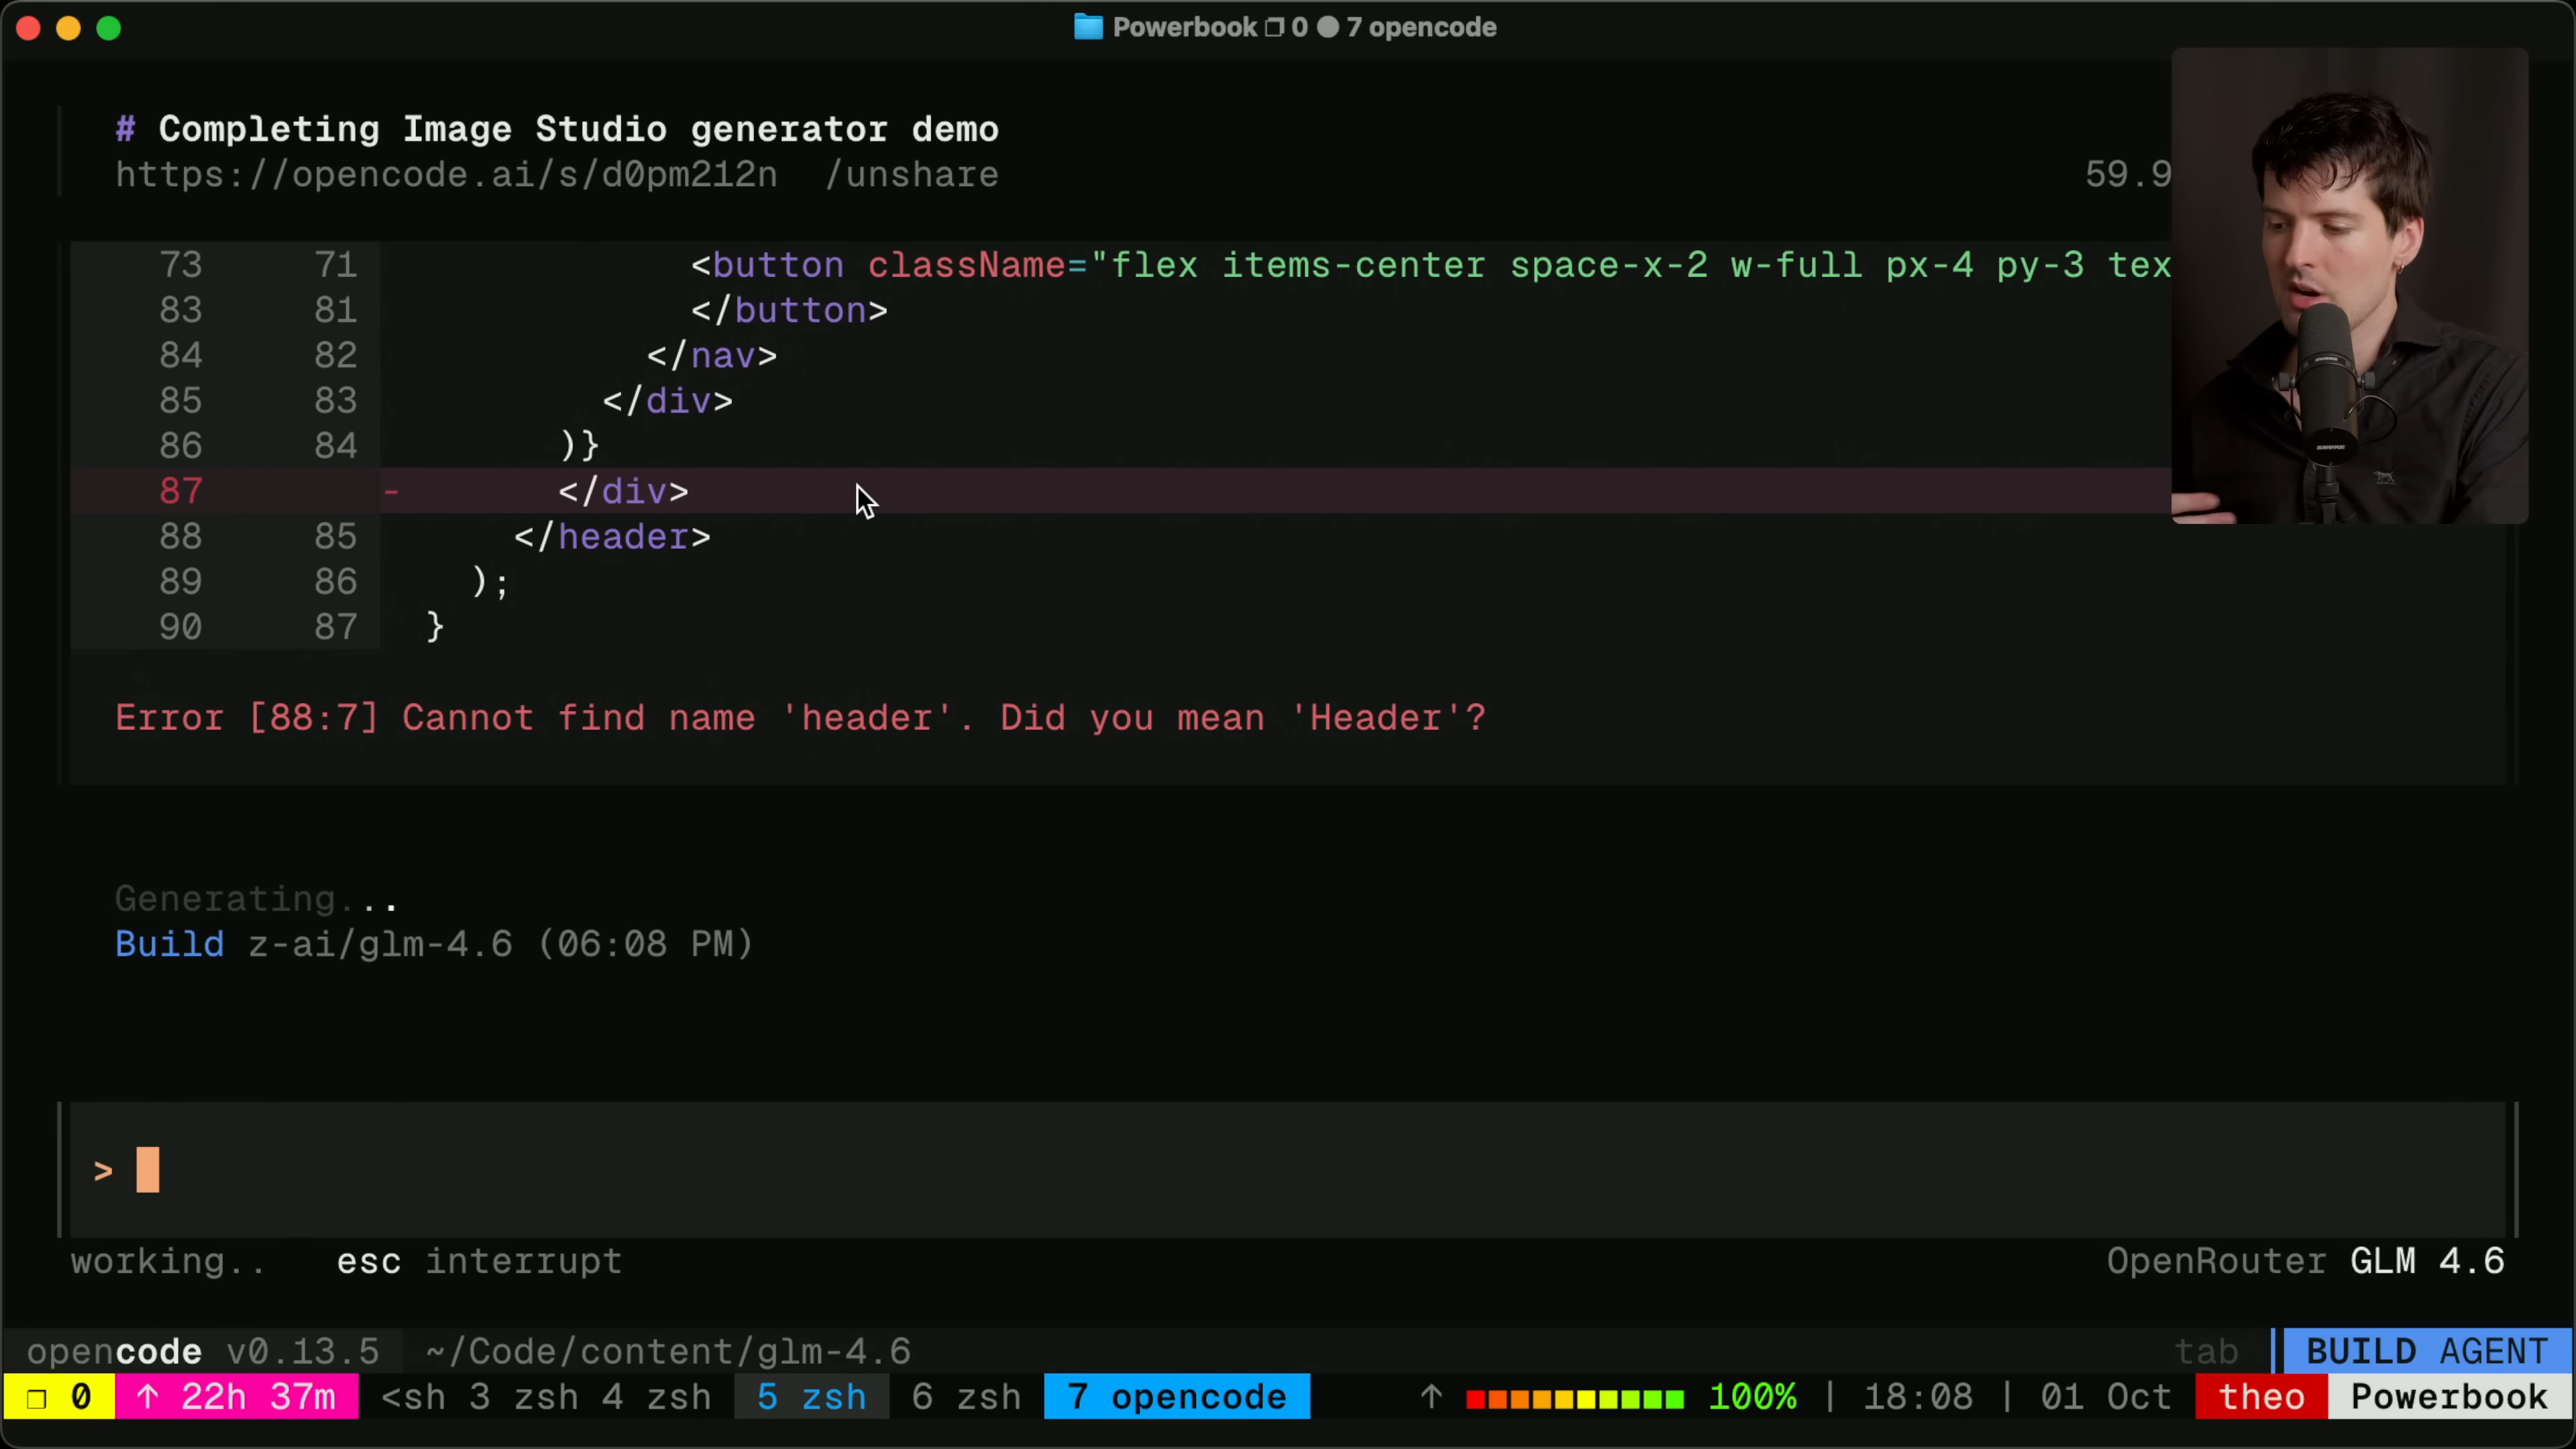 Powerbook ❐ 0 ● 7 opencode
# Completing Image Studio generator demo
https://opencode.ai/s/d0pm212n /unshare 59.9
73 71 <button className="flex items-center space-x-2 w-full px-4 py-3 tex
83 81 </button>
84 82 </nav>
85 83 </div>
86 84 )}
87 - </div>
88 85 </header>
89 86 );
90 87 }
Error [88:7] Cannot find name 'header'. Did you mean 'Header'?
Generating...
Build z-ai/glm-4.6 (06:08 PM)
>
working.. esc interrupt OpenRouter GLM 4.6
opencode v0.13.5 ~/Code/content/glm-4.6 tab BUILD AGENT
❐ 0 ↑ 22h 37m <sh 3 zsh 4 zsh 5 zsh 6 zsh 7 opencode ↑ 100% | 18:08 | 01 Oct theo Powerbook